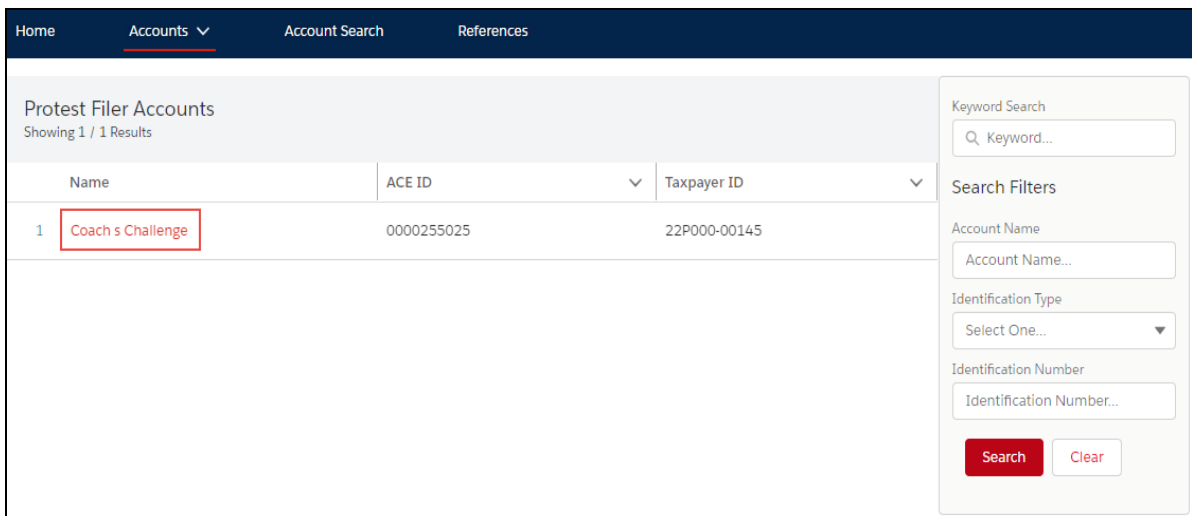 Home Accounts Account Search References
Protest Filer Accounts
Showing 1 / 1 Results
Name ACE ID Taxpayer ID
1 Coach s Challenge 0000255025 22P000-00145
Keyword Search
Keyword...
Search Filters
Account Name
Account Name...
Identification Type
Select One...
Identification Number
Identification Number...
Search Clear